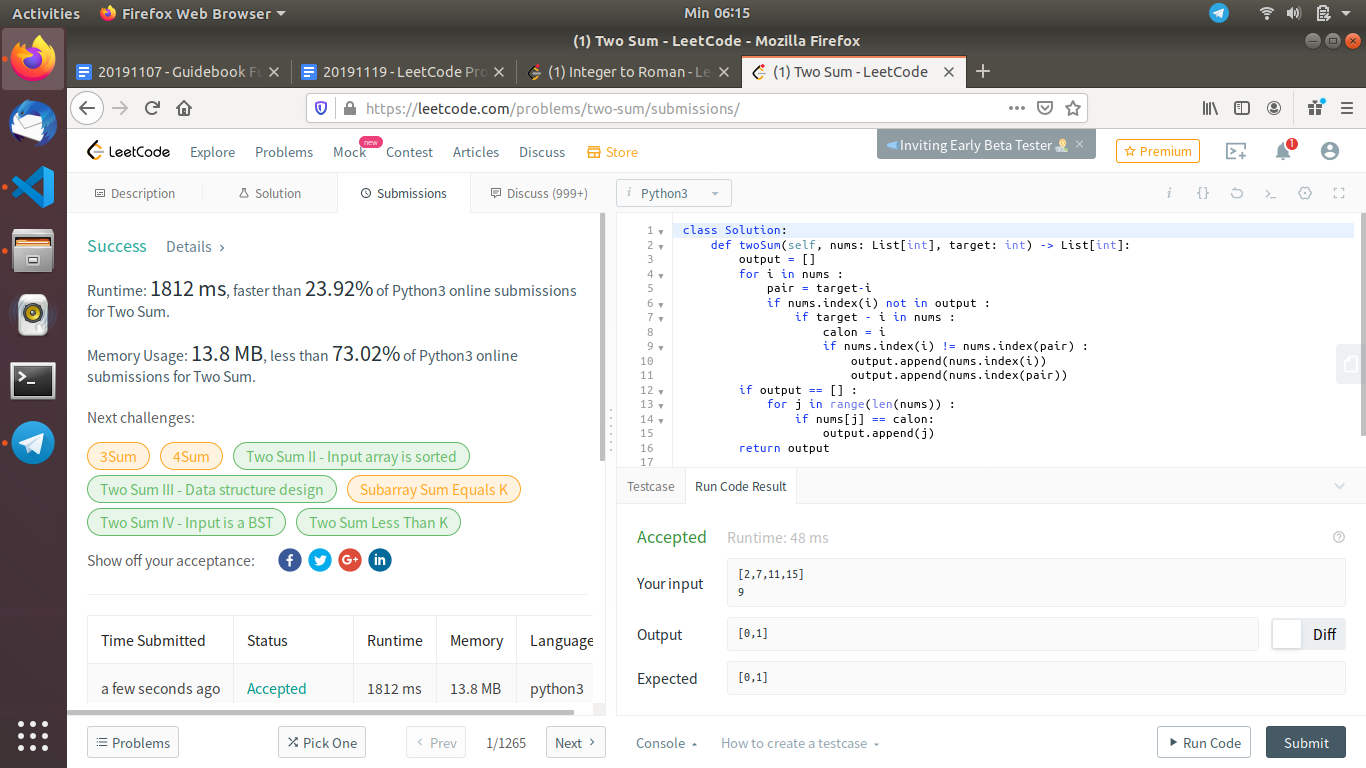 Activities Firefox Web Browser Min 06:15
(1) Two Sum - LeetCode - Mozilla Firefox
20191107 - Guidebook Fu 20191119 - LeetCode Pro (1) Integer to Roman - Le (1) Two Sum - LeetCode
https://leetcode.com/problems/two-sum/submissions/
LeetCode Explore Problems Mock new Contest Articles Discuss Store Inviting Early Beta Tester Premium 1
Description Solution Submissions Discuss (999+)
Success Details
Runtime: 1812 ms, faster than 23.92% of Python3 online submissions
for Two Sum.
Memory Usage: 13.8 MB, less than 73.02% of Python3 online
submissions for Two Sum.
Next challenges:
3Sum 4Sum Two Sum II - Input array is sorted
Two Sum III - Data structure design Subarray Sum Equals K
Two Sum IV - Input is a BST Two Sum Less Than K
Show off your acceptance:
Time Submitted Status Runtime Memory Language
a few seconds ago Accepted 1812 ms 13.8 MB python3
Problems Pick One Prev 1/1265 Next
i Python3
1 class Solution:
2 def twoSum(self, nums: List[int], target: int) -> List[int]:
3 output = []
4 for i in nums :
5 pair = target-i
6 if nums.index(i) not in output :
7 if target - i in nums :
8 calon = i
9 if nums.index(i) != nums.index(pair) :
10 output.append(nums.index(i))
11 output.append(nums.index(pair))
12 if output == [] :
13 for j in range(len(nums)) :
14 if nums[j] == calon:
15 output.append(j)
16 return output
17
Testcase Run Code Result
Accepted Runtime: 48 ms
Your input [2,7,11,15]
9
Output [0,1] Diff
Expected [0,1]
Console How to create a testcase Run Code Submit